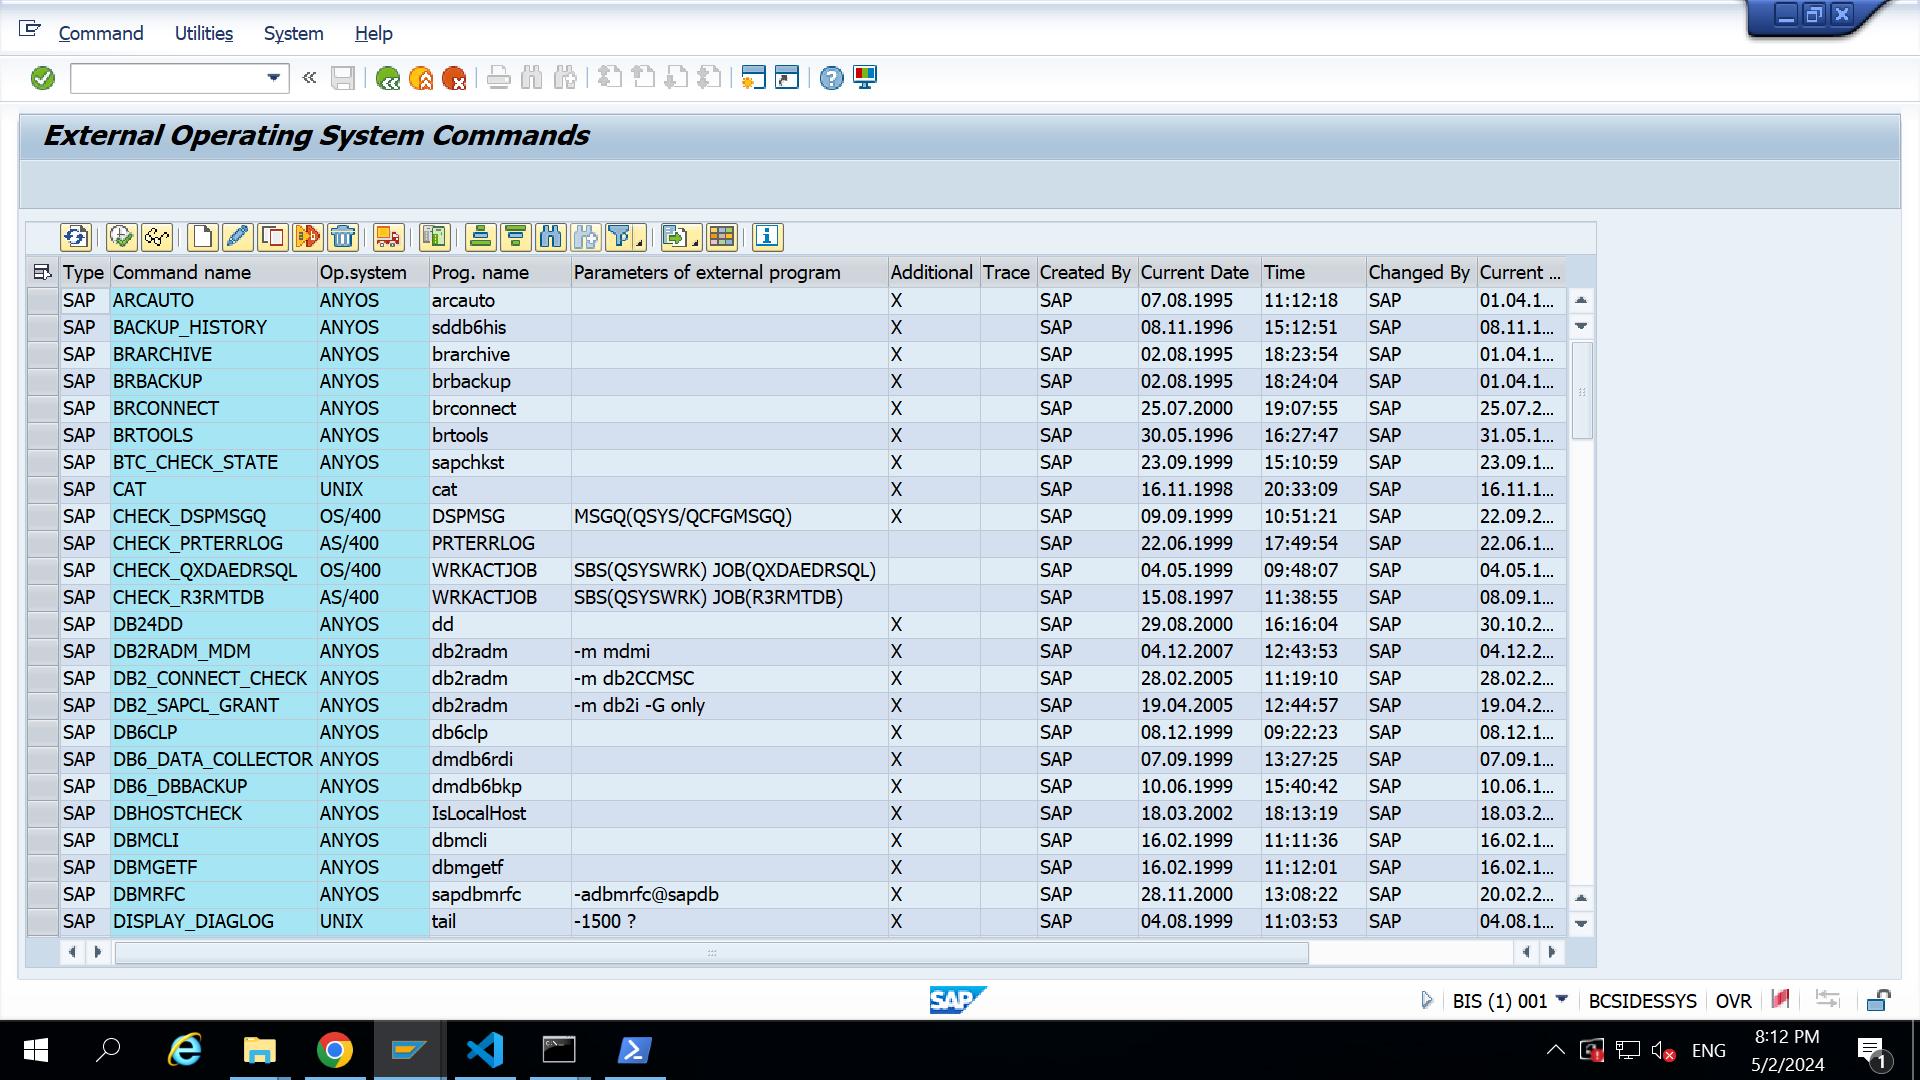 Command Utilities System Help
External Operating System Commands
Type Command name Op.system Prog. name Parameters of external program Additional Trace Created By Current Date Time Changed By Current ...
SAP ARCAUTO ANYOS arcauto X SAP 07.08.1995 11:12:18 SAP 01.04.1...
SAP BACKUP_HISTORY ANYOS sddb6his X SAP 08.11.1996 15:12:51 SAP 08.11.1...
SAP BRARCHIVE ANYOS brarchive X SAP 02.08.1995 18:23:54 SAP 01.04.1...
SAP BRBACKUP ANYOS brbackup X SAP 02.08.1995 18:24:04 SAP 01.04.1...
SAP BRCONNECT ANYOS brconnect X SAP 25.07.2000 19:07:55 SAP 25.07.2...
SAP BRTOOLS ANYOS brtools X SAP 30.05.1996 16:27:47 SAP 31.05.1...
SAP BTC_CHECK_STATE ANYOS sapchkst X SAP 23.09.1999 15:10:59 SAP 23.09.1...
SAP CAT UNIX cat X SAP 16.11.1998 20:33:09 SAP 16.11.1...
SAP CHECK_DSPMSGQ OS/400 DSPMSG MSGQ(QSYS/QCFGMSGQ) X SAP 09.09.1999 10:51:21 SAP 22.09.2...
SAP CHECK_PRTERRLOG AS/400 PRTERRLOG SAP 22.06.1999 17:49:54 SAP 22.06.1...
SAP CHECK_QXDAEDRSQL OS/400 WRKACTJOB SBS(QSYSWRK) JOB(QXDAEDRSQL) SAP 04.05.1999 09:48:07 SAP 04.05.1...
SAP CHECK_R3RMTDB AS/400 WRKACTJOB SBS(QSYSWRK) JOB(R3RMTDB) SAP 15.08.1997 11:38:55 SAP 08.09.1...
SAP DB24DD ANYOS dd X SAP 29.08.2000 16:16:04 SAP 30.10.2...
SAP DB2RADM_MDM ANYOS db2radm -m mdmi X SAP 04.12.2007 12:43:53 SAP 04.12.2...
SAP DB2_CONNECT_CHECK ANYOS db2radm -m db2CCMSC X SAP 28.02.2005 11:19:10 SAP 28.02.2...
SAP DB2_SAPCL_GRANT ANYOS db2radm -m db2i -G only X SAP 19.04.2005 12:44:57 SAP 19.04.2...
SAP DB6CLP ANYOS db6clp X SAP 08.12.1999 09:22:23 SAP 08.12.1...
SAP DB6_DATA_COLLECTOR ANYOS dmdb6rdi X SAP 07.09.1999 13:27:25 SAP 07.09.1...
SAP DB6_DBBACKUP ANYOS dmdb6bkp X SAP 10.06.1999 15:40:42 SAP 10.06.1...
SAP DBHOSTCHECK ANYOS IsLocalHost X SAP 18.03.2002 18:13:19 SAP 18.03.2...
SAP DBMCLI ANYOS dbmcli X SAP 16.02.1999 11:11:36 SAP 16.02.1...
SAP DBMGETF ANYOS dbmgetf X SAP 16.02.1999 11:12:01 SAP 16.02.1...
SAP DBMRFC ANYOS sapdbmrfc -adbmrfc@sapdb X SAP 28.11.2000 13:08:22 SAP 20.02.2...
SAP DISPLAY_DIAGLOG UNIX tail -1500 ? X SAP 04.08.1999 11:03:53 SAP 04.08.1...
SAP BIS (1) 001 BCSIDESSYS OVR
ENG 8:12 PM 5/2/2024 1